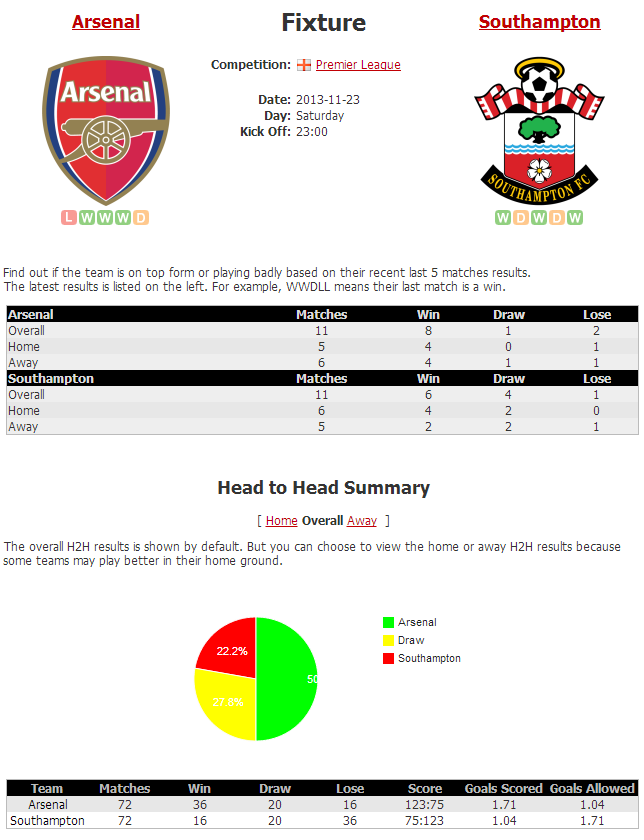 Arsenal
Fixture
Southampton
Competition: Premier League
Date: 2013-11-23
Day: Saturday
Kick Off: 23:00
Arsenal
SOUTHAMPTON FC
L W W W D
W D W D W
Find out if the team is on top form or playing badly based on their recent last 5 matches results.
The latest results is listed on the left. For example, WWDLL means their last match is a win.
Arsenal Matches Win Draw Lose
Overall 11 8 1 2
Home 5 4 0 1
Away 6 4 1 1
Southampton Matches Win Draw Lose
Overall 11 6 4 1
Home 6 4 2 0
Away 5 2 2 1
Head to Head Summary
[ Home Overall Away ]
The overall H2H results is shown by default. But you can choose to view the home or away H2H results because
some teams may play better in their home ground.
Arsenal
Draw
Southampton
22.2%
50
27.8%
Team Matches Win Draw Lose Score Goals Scored Goals Allowed
Arsenal 72 36 20 16 123:75 1.71 1.04
Southampton 72 16 20 36 75:123 1.04 1.71